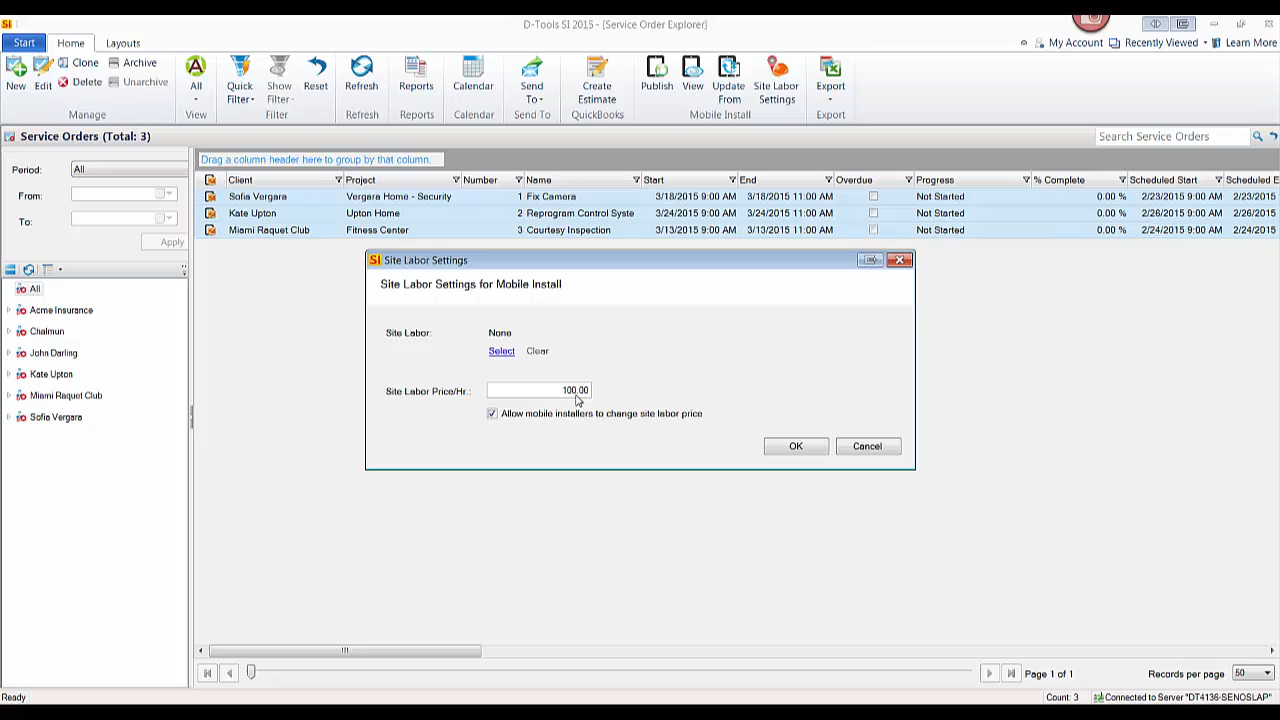 SI
D-Tools SI 2015 - [Service Order Explorer]
Start Home Layouts
My Account Recently Viewed Learn More
New Edit Clone Delete Archive Unarchive
Manage
All
View
Quick Filter Show Filter Reset
Filter
Refresh
Refresh
Reports
Reports
Calendar
Calendar
Send To
Send To
Create Estimate
QuickBooks
Publish View Update From Site Labor Settings
Mobile Install
Export
Export
Service Orders (Total: 3)
Search Service Orders
Period: All
From:
To:
Apply
All
Acme Insurance
Chalmun
John Darling
Kate Upton
Miami Raquet Club
Sofia Vergara
Drag a column header here to group by that column.
Client Project Number Name Start End Overdue Progress % Complete Scheduled Start Scheduled E
Sofia Vergara Vergara Home - Security 1 Fix Camera 3/18/2015 9:00 AM 3/18/2015 11:00 AM Not Started 0.00 % 2/23/2015 9:00 AM 2/23/2015
Kate Upton Upton Home 2 Reprogram Control Syste 3/24/2015 9:00 AM 3/24/2015 11:00 AM Not Started 0.00 % 2/26/2015 9:00 AM 2/26/2015
Miami Raquet Club Fitness Center 3 Courtesy Inspection 3/13/2015 9:00 AM 3/13/2015 11:00 AM Not Started 0.00 % 2/24/2015 9:00 AM 2/24/2015
SI Site Labor Settings
Site Labor Settings for Mobile Install
Site Labor: None
Select Clear
Site Labor Price/Hr.: 100.00
Allow mobile installers to change site labor price
OK Cancel
Page 1 of 1 Records per page 50
Ready Count: 3 Connected to Server "DT4136-SENOSLAP"